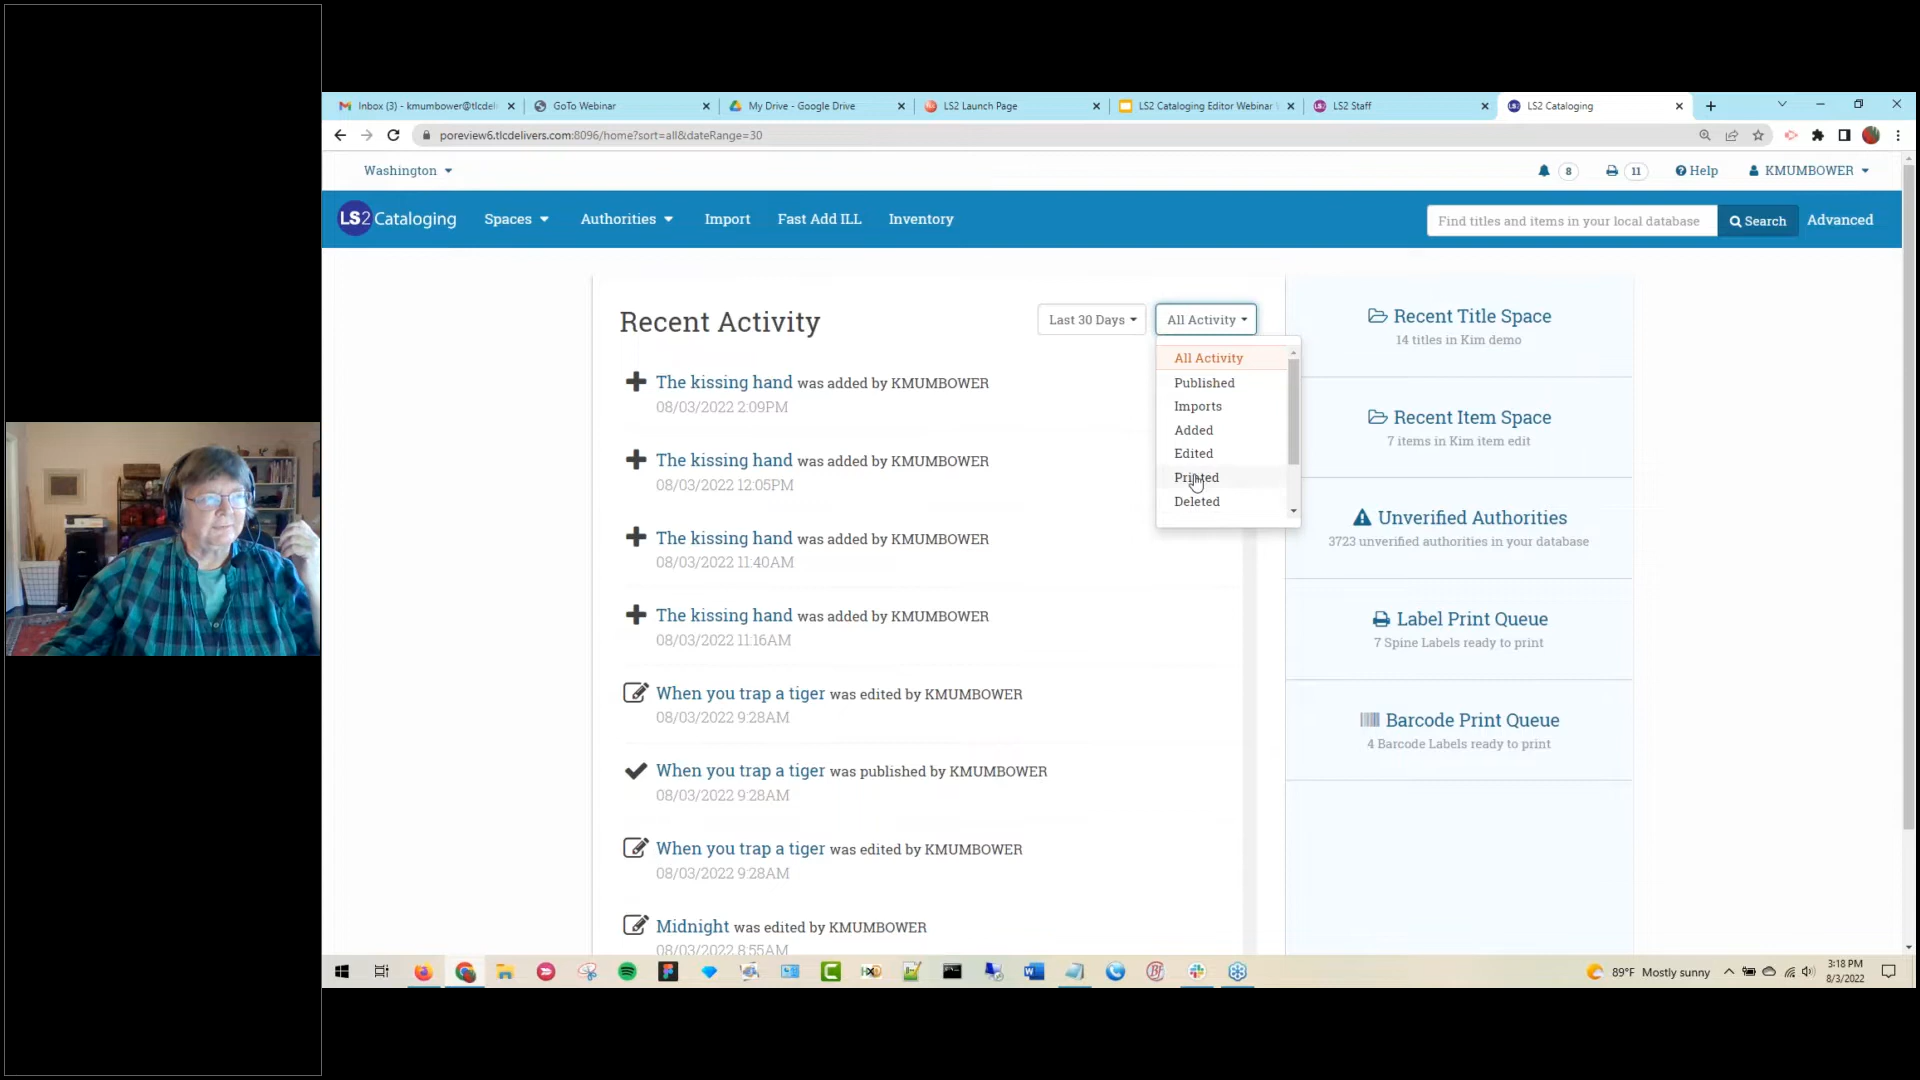 Inbox (3) - kmumbower@tlcdeli
GoTo Webinar
My Drive - Google Drive
LS2 Launch Page
LS2 Cataloging Editor Webinar
LS2 Staff
LS2 Cataloging
poreview6.tlcdelivers.com:8096/home?sort=all&dateRange=30
Washington
8
11
Help
KMUMBOWER
LS2 Cataloging
Spaces
Authorities
Import
Fast Add ILL
Inventory
Find titles and items in your local database
Search
Advanced
Recent Activity
Last 30 Days
All Activity
All Activity
Published
Imports
Added
Edited
Printed
Deleted
The kissing hand was added by KMUMBOWER
08/03/2022 2:09PM
The kissing hand was added by KMUMBOWER
08/03/2022 12:05PM
The kissing hand was added by KMUMBOWER
08/03/2022 11:40AM
The kissing hand was added by KMUMBOWER
08/03/2022 11:16AM
When you trap a tiger was edited by KMUMBOWER
08/03/2022 9:28AM
When you trap a tiger was published by KMUMBOWER
08/03/2022 9:28AM
When you trap a tiger was edited by KMUMBOWER
08/03/2022 9:28AM
Midnight was edited by KMUMBOWER
08/03/2022 8:55AM
Recent Title Space
14 titles in Kim demo
Recent Item Space
7 items in Kim item edit
Unverified Authorities
3723 unverified authorities in your database
Label Print Queue
7 Spine Labels ready to print
Barcode Print Queue
4 Barcode Labels ready to print
89°F Mostly sunny
3:18 PM
8/3/2022